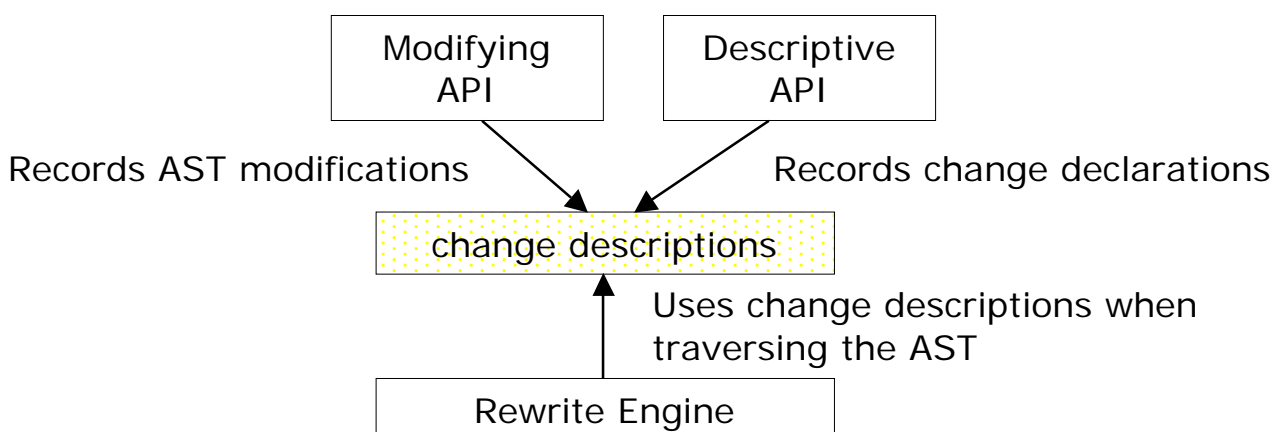 Modifying
API
Descriptive
API
Records AST modifications
Records change declarations
change descriptions
Uses change descriptions when
traversing the AST
Rewrite Engine